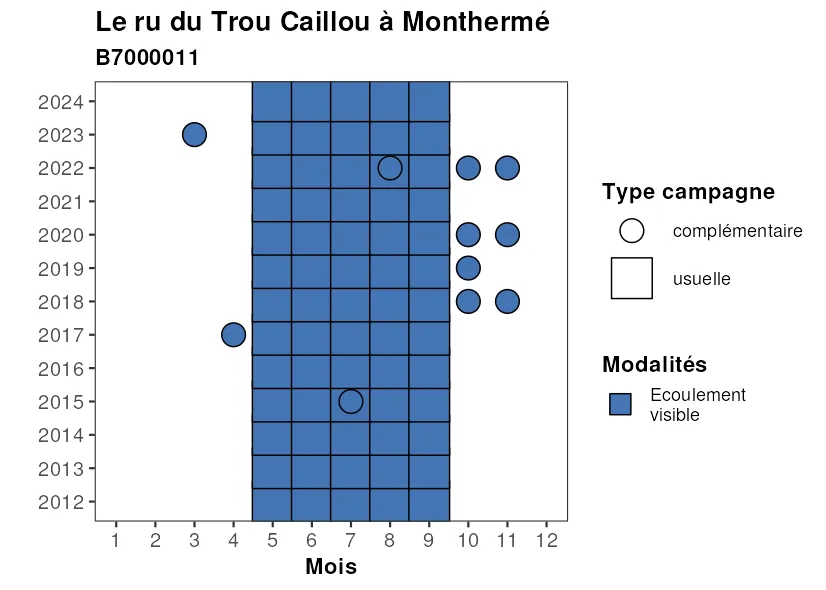 Le ru du Trou Caillou à Monthermé
B7000011
2024
2023
2022
2021
2020
2019
2018
2017
2016
2015
2014
2013
2012
1 2 3 4 5 6 7 8 9 10 11 12
Mois
Type campagne
complémentaire
usuelle
Modalités
Ecoulement
visible